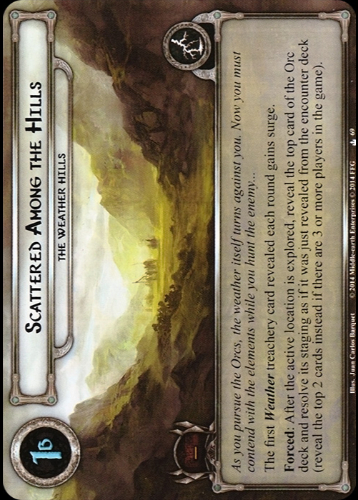 1B
SCATTERED AMONG THE HILLS
THE WEATHER HILLS
As you pursue the Orcs, the weather itself turns against you. Now you must
contend with the elements while you hunt the enemy...
The first Weather treachery card revealed each round gains surge.
Forced: After the active location is explored, reveal the top card of the Orc
deck and resolve its staging as if it was just revealed from the encounter deck
(reveal the top 2 cards instead if there are 3 or more players in the game).
Illus. Juan Carlos Barquet © 2014 Middle-earth Enterprises © 2014 FFG 69